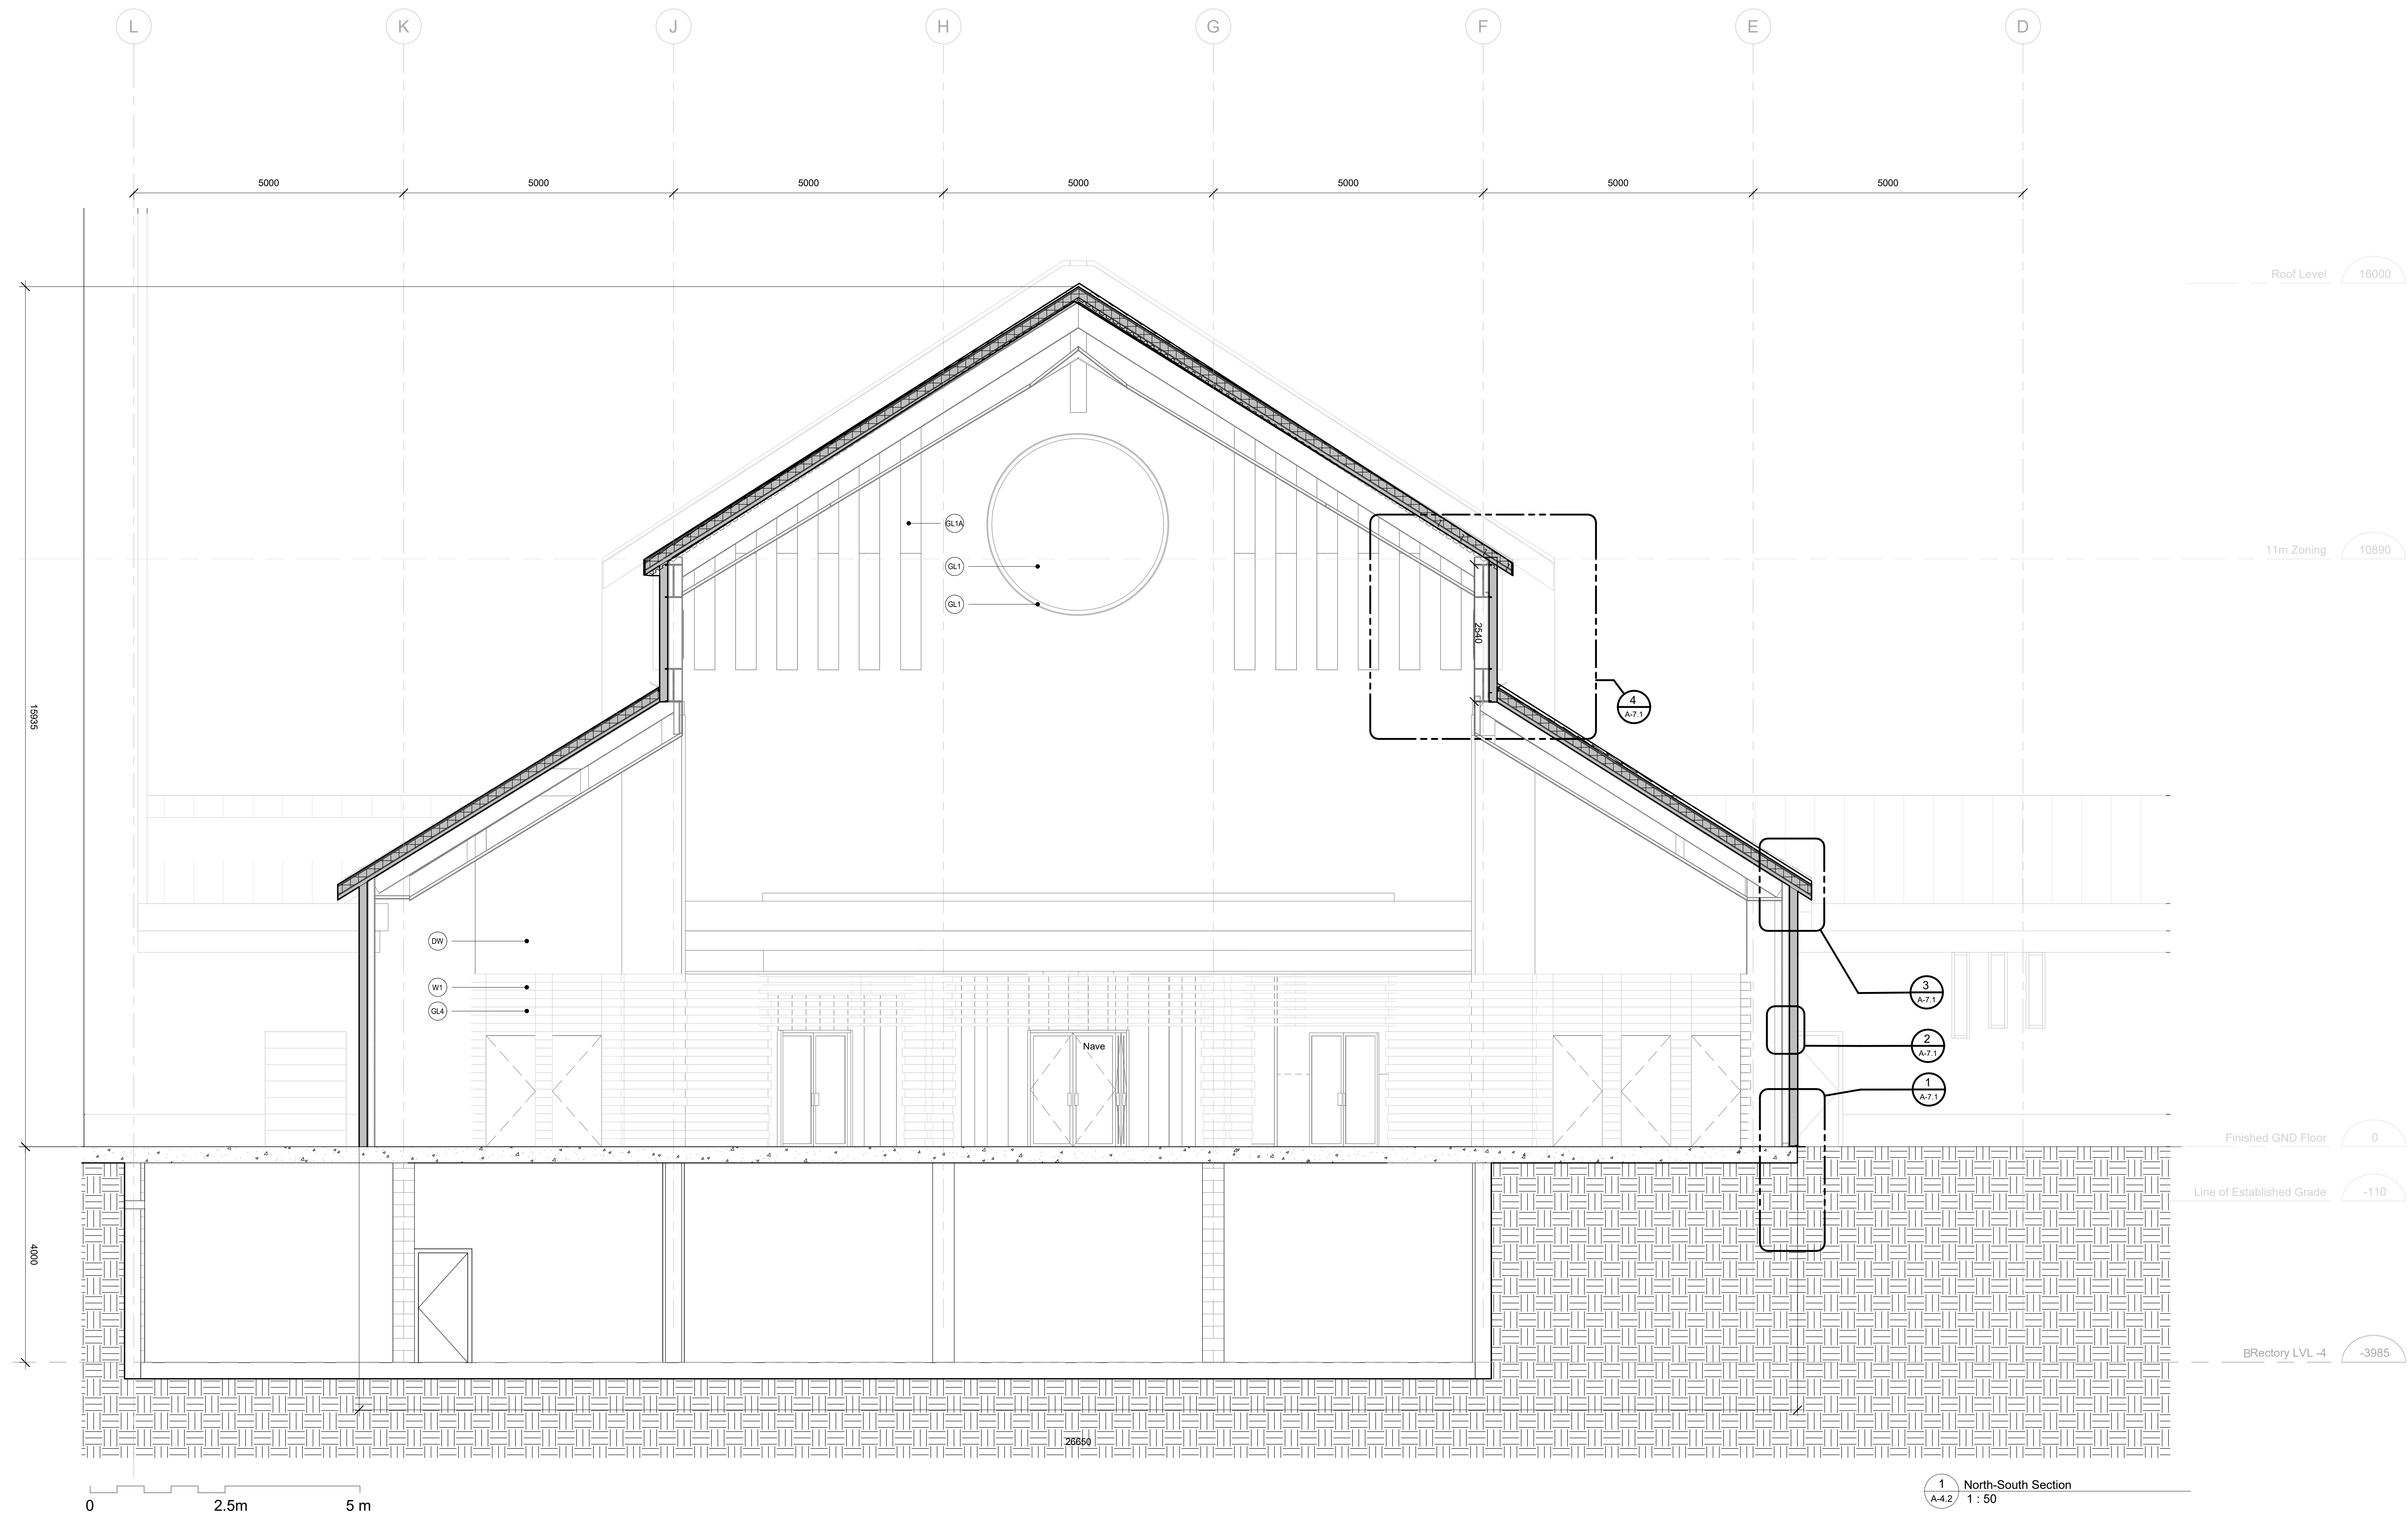 L K J H G F E D
5000 5000 5000 5000 5000 5000 5000
Roof Level 16000
GL1A
11m Zoning 10890
GL1
GL1
2540
4
A-7.1
15935
DW
W1
GL4
3
A-7.1
Nave
2
A-7.1
1
A-7.1
Finished GND Floor 0
Line of Established Grade -110
4000
BRectory LVL -4 -3985
26650
0 2.5m 5 m
1 North-South Section
A-4.2 1 : 50